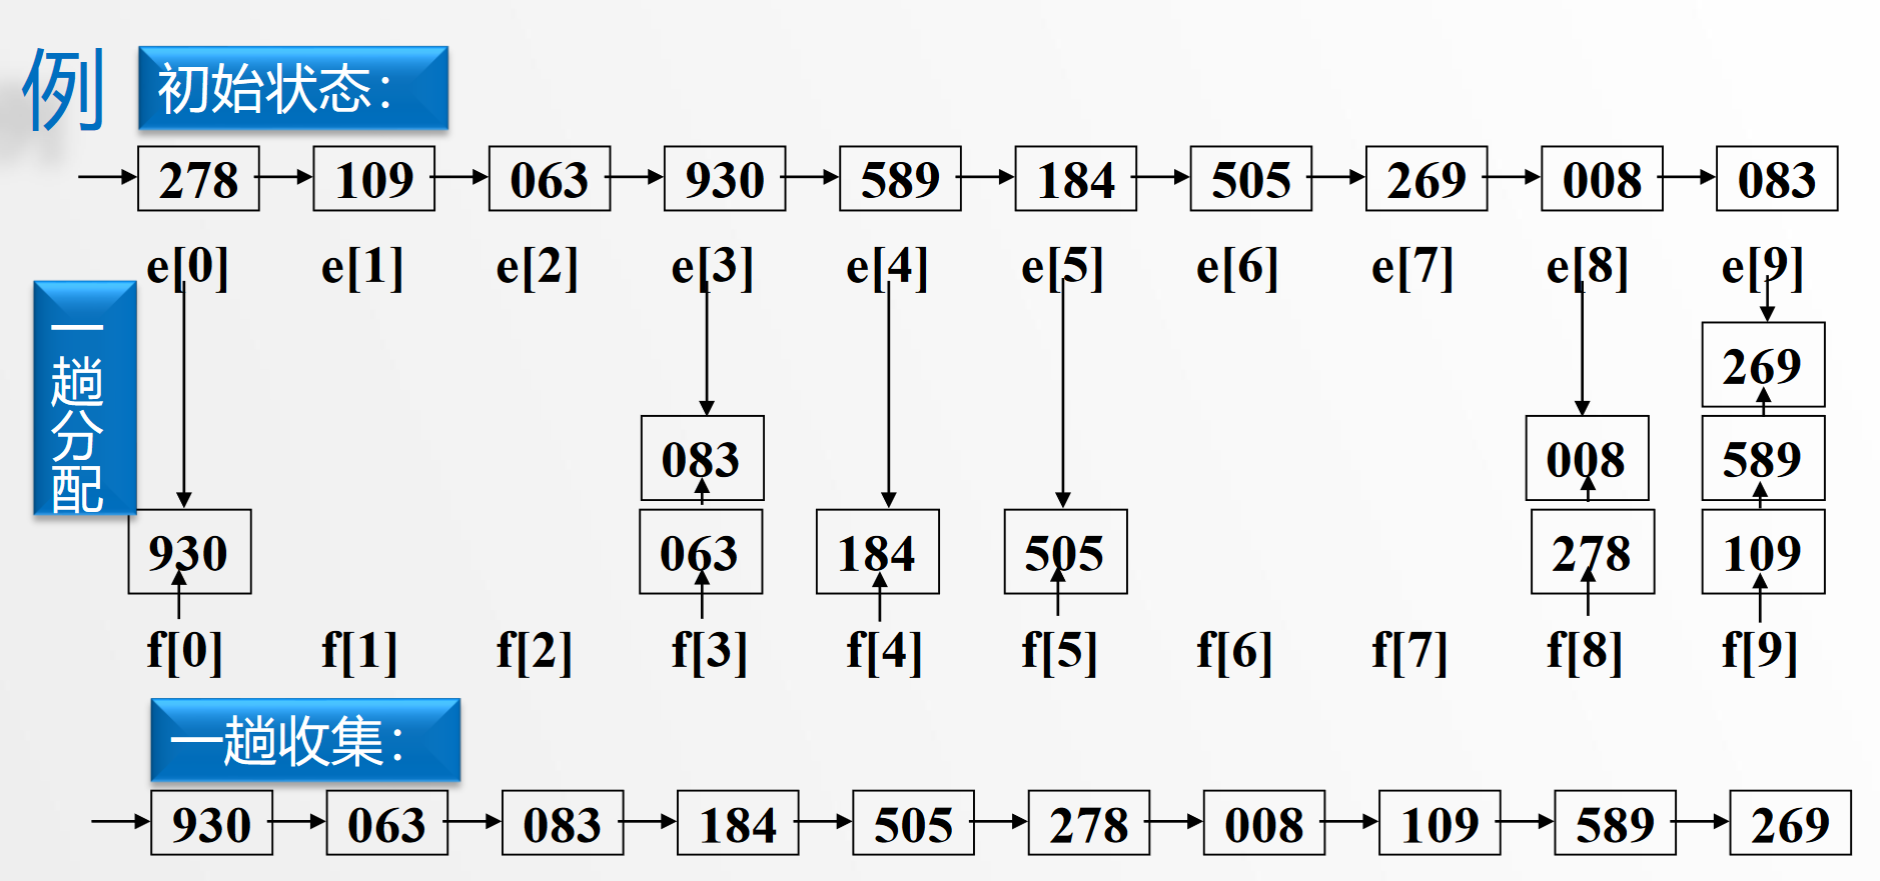 例 初始状态：
278 109 063 930 589 184 505 269 008 083
e[0] e[1] e[2] e[3] e[4] e[5] e[6] e[7] e[8] e[9]
一趟分配
269
083 008 589
930 063 184 505 278 109
f[0] f[1] f[2] f[3] f[4] f[5] f[6] f[7] f[8] f[9]
一趟收集：
930 063 083 184 505 278 008 109 589 269